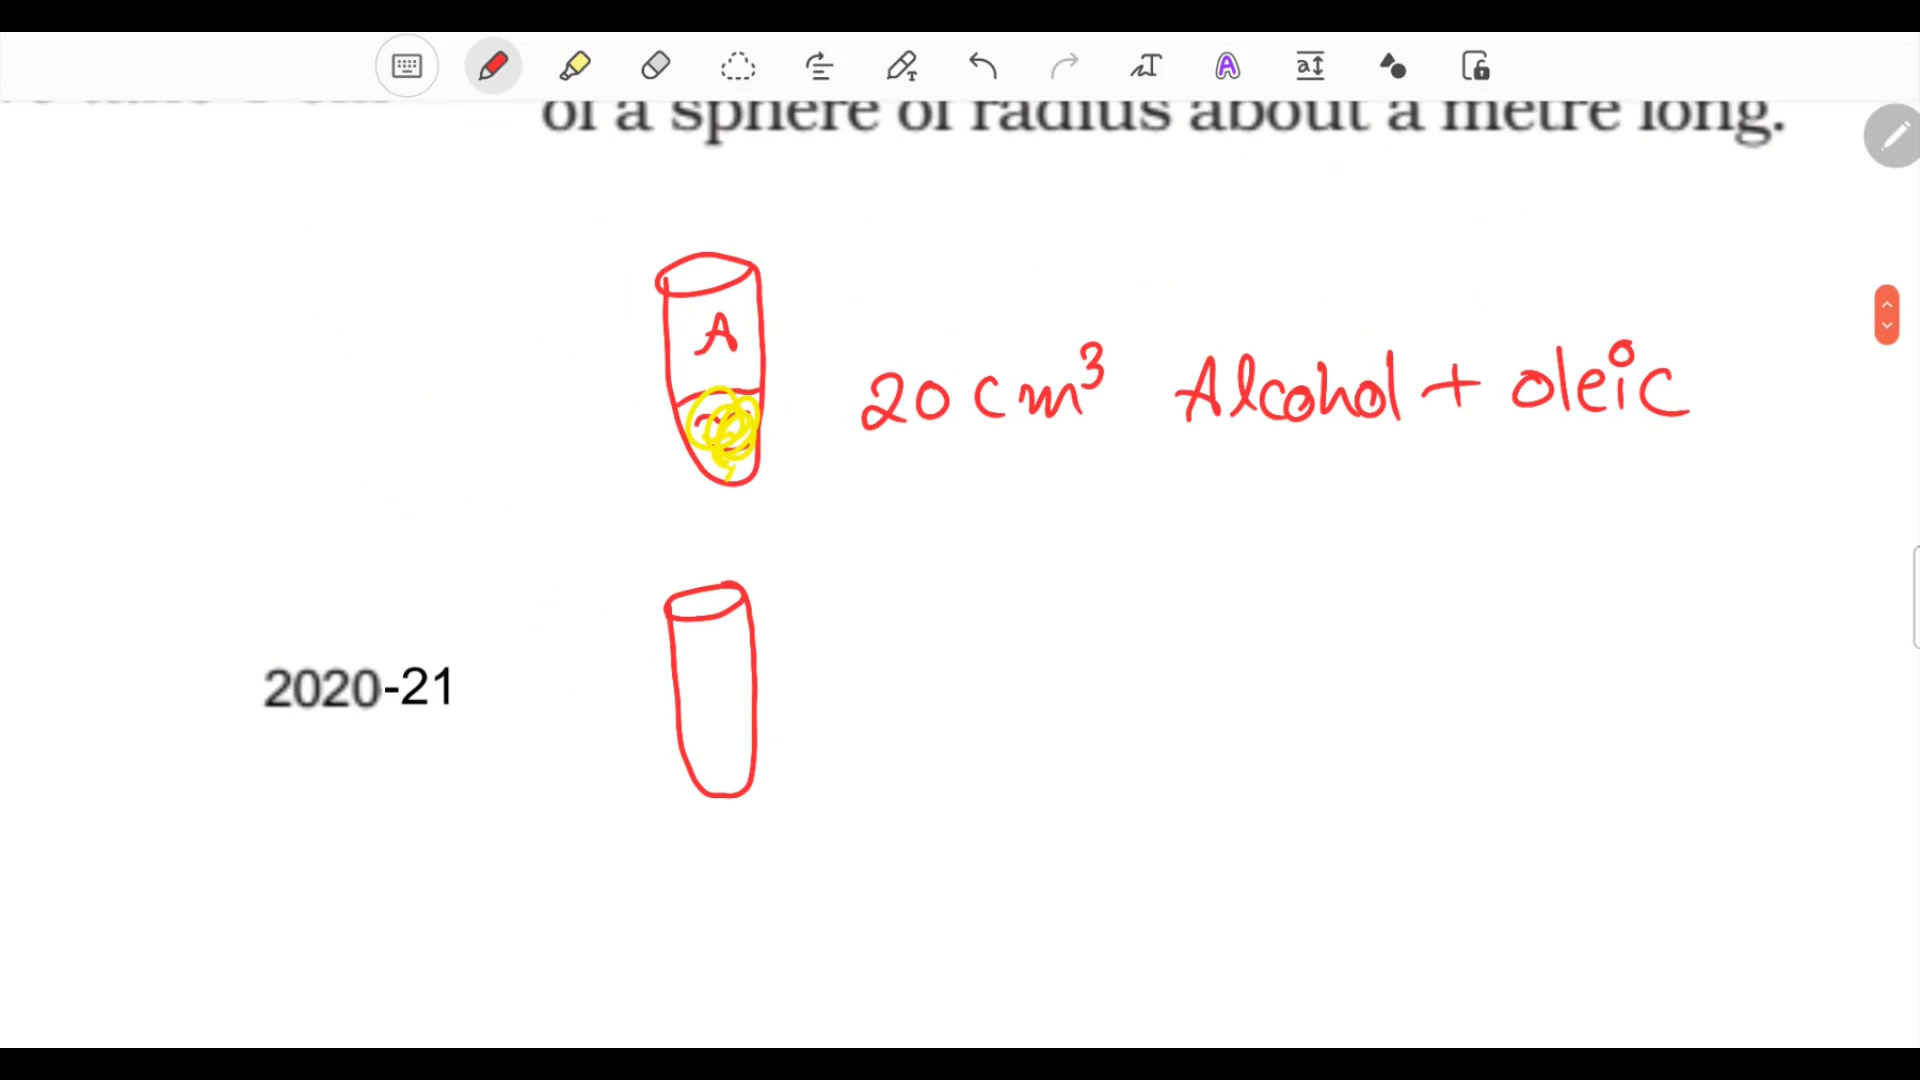 of a sphere of radius about a metre long.
A
20 cm³ Alcohol + oleic
2020-21